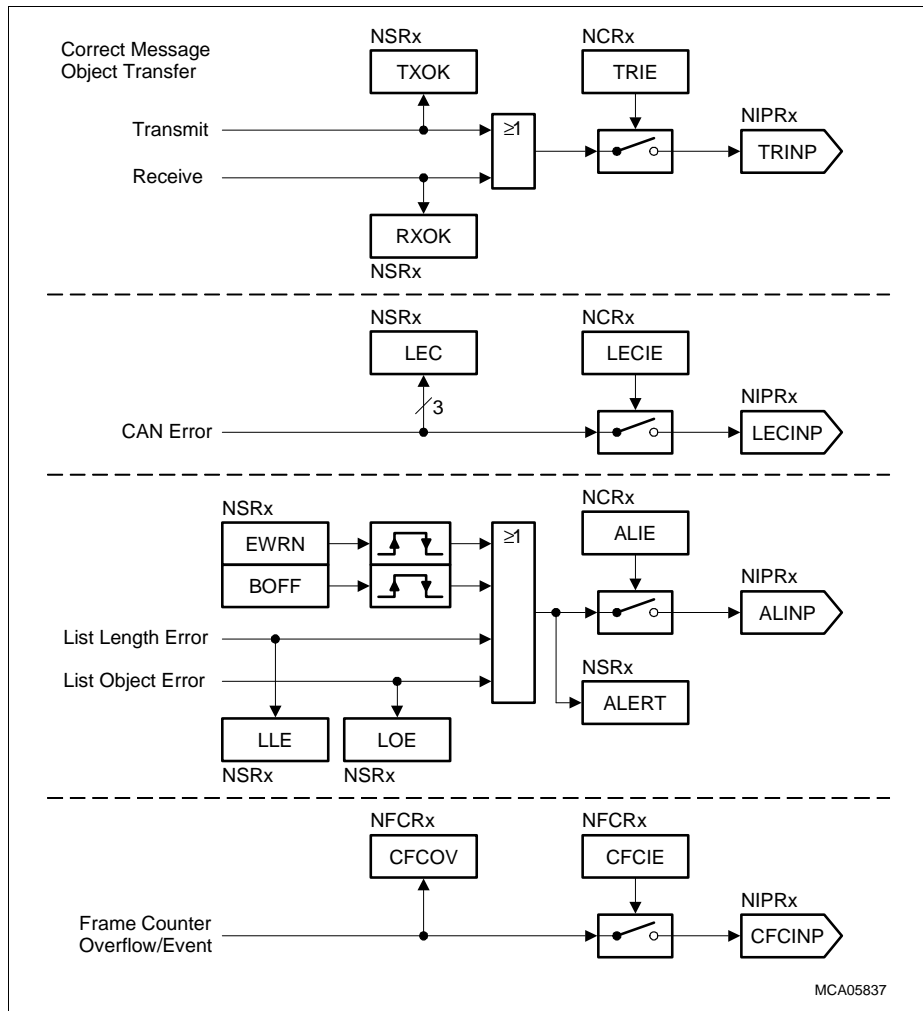 Correct Message
Object Transfer
NSRx
TXOK
NCRx
TRIE
Transmit
≥1
NIPRx
TRINP
Receive
RXOK
NSRx
NSRx
LEC
NCRx
LECIE
3
NIPRx
CAN Error
LECINP
NSRx
EWRN
BOFF
≥1
NCRx
ALIE
NIPRx
ALINP
List Length Error
List Object Error
NSRx
ALERT
LLE
LOE
NSRx
NSRx
NFCRx
CFCOV
NFCRx
CFCIE
NIPRx
Frame Counter
Overflow/Event
CFCINP
MCA05837